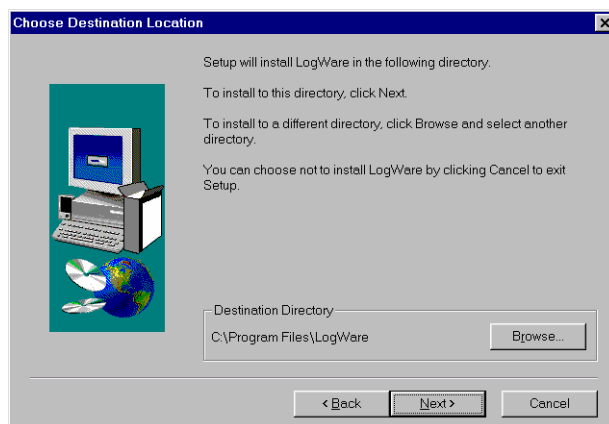 Choose Destination Location
Setup will install LogWare in the following directory.
To install to this directory, click Next.
To install to a different directory, click Browse and select another
directory.
You can choose not to install LogWare by clicking Cancel to exit
Setup.
Destination Directory
C:\Program Files\LogWare
Browse...
< Back
Next >
Cancel